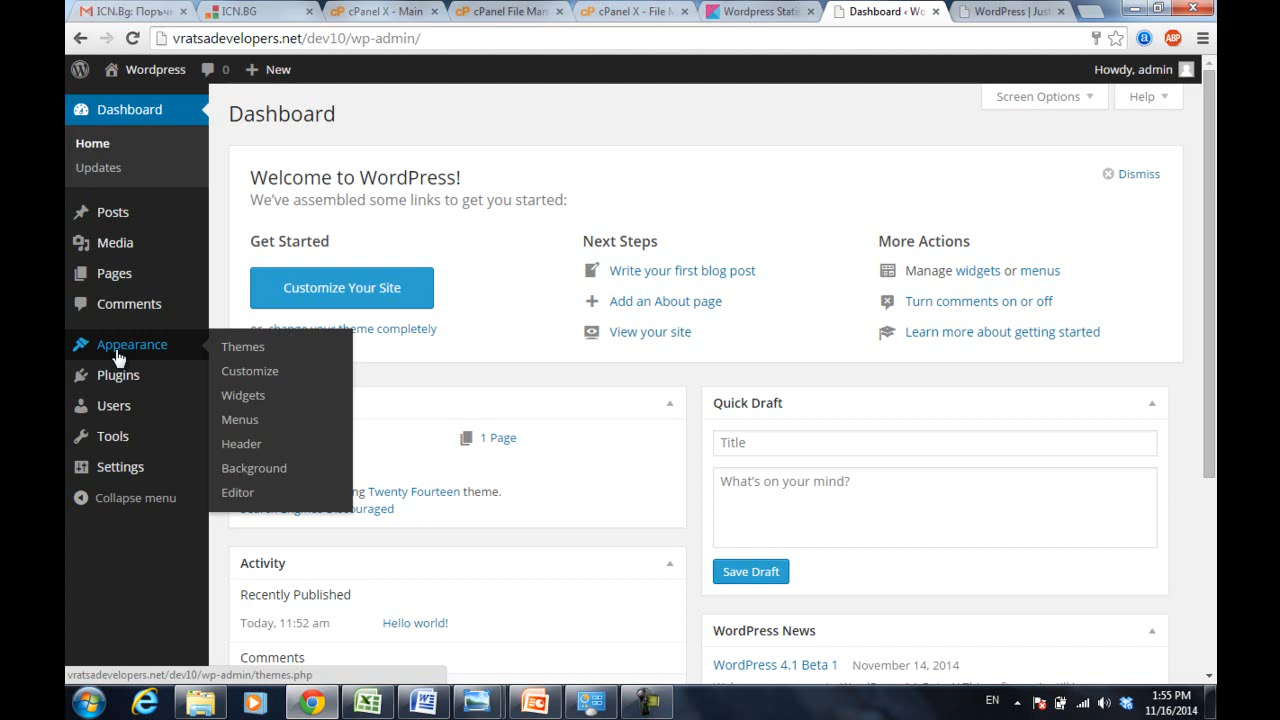 ICN.Bg: Поръчк
ICN.BG
cPanel X - Main
cPanel File Man
cPanel X - File M
Wordpress Stati
Dashboard ‹ Wo
WordPress | Just
vratsadevelopers.net/dev10/wp-admin/
ABP
Wordpress 0 New
Howdy, admin
Dashboard
Home
Updates
Posts
Media
Pages
Comments
Appearance
Plugins
Users
Tools
Settings
Collapse menu
Themes
Customize
Widgets
Menus
Header
Background
Editor
Screen Options
Help
Dashboard
Welcome to WordPress!
We've assembled some links to get you started:
Dismiss
Get Started
Customize Your Site
or, change your theme completely
Next Steps
Write your first blog post
Add an About page
View your site
More Actions
Manage widgets or menus
Turn comments on or off
Learn more about getting started
1 Page
Twenty Fourteen theme.
Activity
Recently Published
Today, 11:52 am Hello world!
Comments
Quick Draft
Title
What's on your mind?
Save Draft
WordPress News
WordPress 4.1 Beta 1 November 14, 2014
vratsadevelopers.net/dev10/wp-admin/themes.php
EN
1:55 PM
11/16/2014